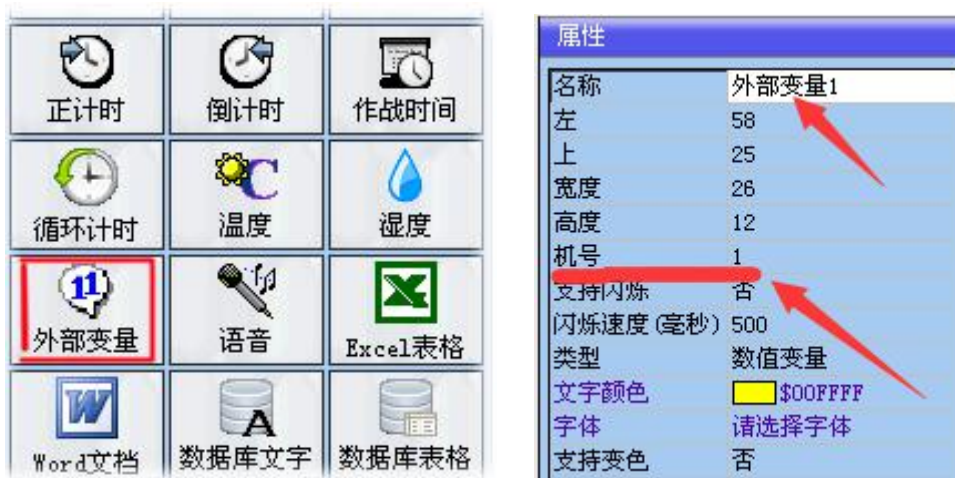 正计时
倒计时
作战时间
循环计时
C
温度
湿度
11
外部变量
语音
Excel表格
W
Word文档
A
数据库文字
数据库表格
属性
名称 外部变量1
左 58
上 25
宽度 26
高度 12
机号 1
支持闪烁 否
闪烁速度(毫秒) 500
类型 数值变量
文字颜色 $00FFFF
字体 请选择字体
支持变色 否